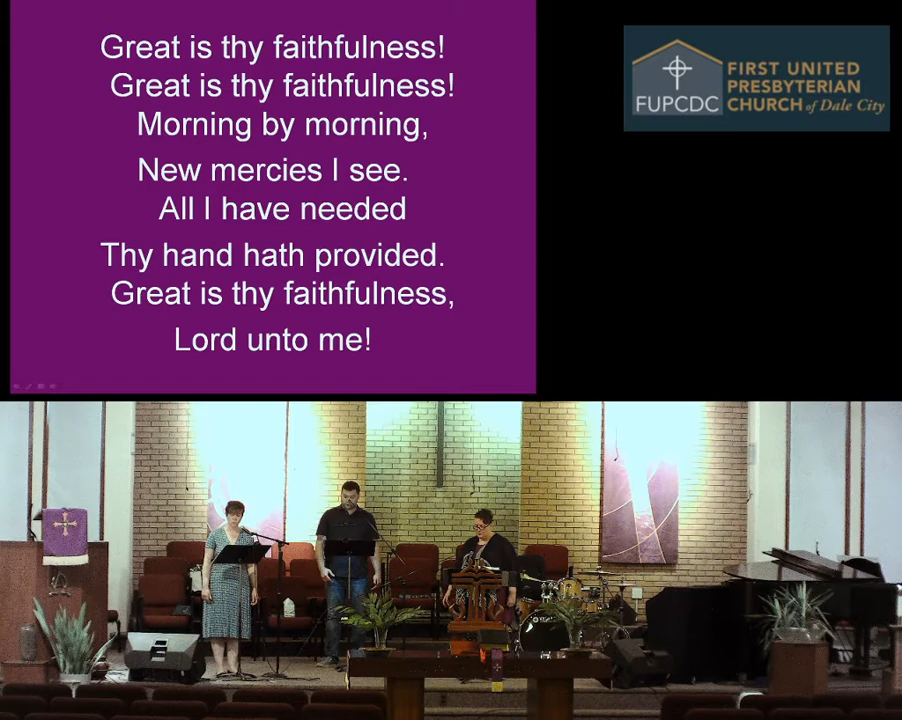 Great is thy faithfulness!
Great is thy faithfulness!
Morning by morning,
New mercies I see.
All I have needed
Thy hand hath provided.
Great is thy faithfulness,
Lord unto me!
FUPCDC
FIRST UNITED
PRESBYTERIAN
CHURCH of Dale City